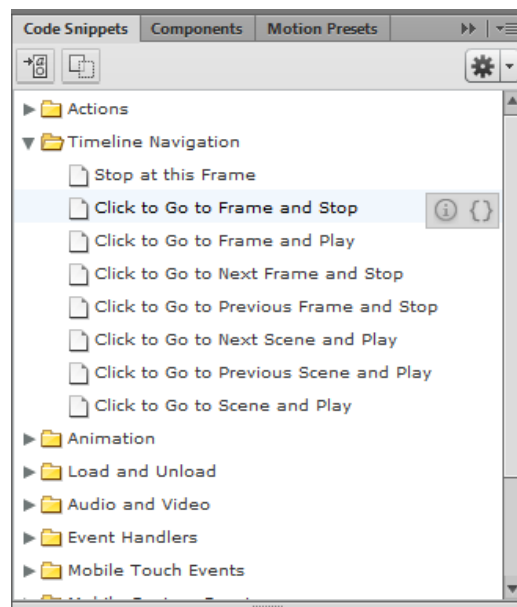 Code Snippets Components Motion Presets
Actions
Timeline Navigation
Stop at this Frame
Click to Go to Frame and Stop
Click to Go to Frame and Play
Click to Go to Next Frame and Stop
Click to Go to Previous Frame and Stop
Click to Go to Next Scene and Play
Click to Go to Previous Scene and Play
Click to Go to Scene and Play
Animation
Load and Unload
Audio and Video
Event Handlers
Mobile Touch Events